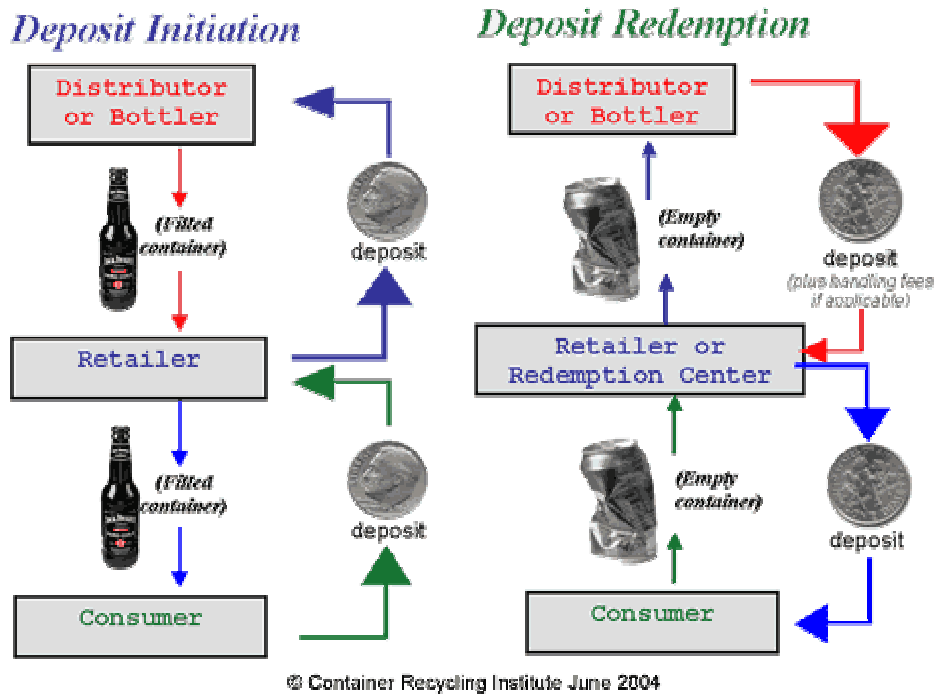 Deposit Initiation
Distributor
or Bottler
(Filled
container)
deposit
Retailer
(Filled
container)
deposit
Consumer
Deposit Redemption
Distributor
or Bottler
(Empty
container)
deposit
(plus handling fees
if applicable)
Retailer or
Redemption Center
(Empty
container)
deposit
Consumer
© Container Recycling Institute June 2004